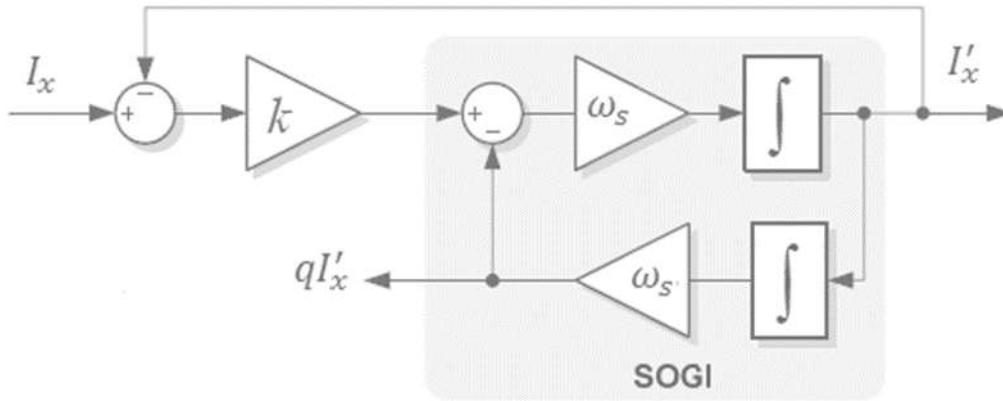 I_x
k
ω_s
∫
I'_x
+
−
+
−
qI'_x
ω_s
∫
SOGI